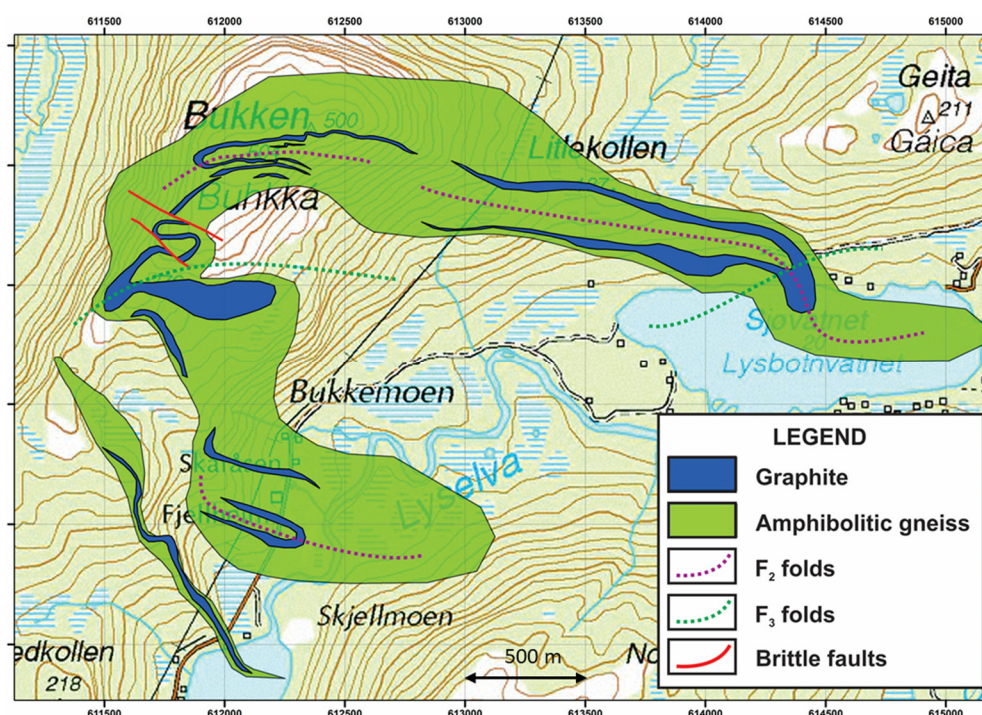 611500 612000 612500 613000 613500 614000 614500 615000
Geita
211
Gáica
Bukken
500
Litlekollen
Buhkka
Sjøvatnet
20
Lysbotnvatnet
Bukkemoen
Lyselva
Skaråsen
Skjellmoen
edkollen
218
No
500 m
LEGEND
Graphite
Amphibolitic gneiss
F₂ folds
F₃ folds
Brittle faults
611500 612000 612500 613000 613500 614000 614500 615000